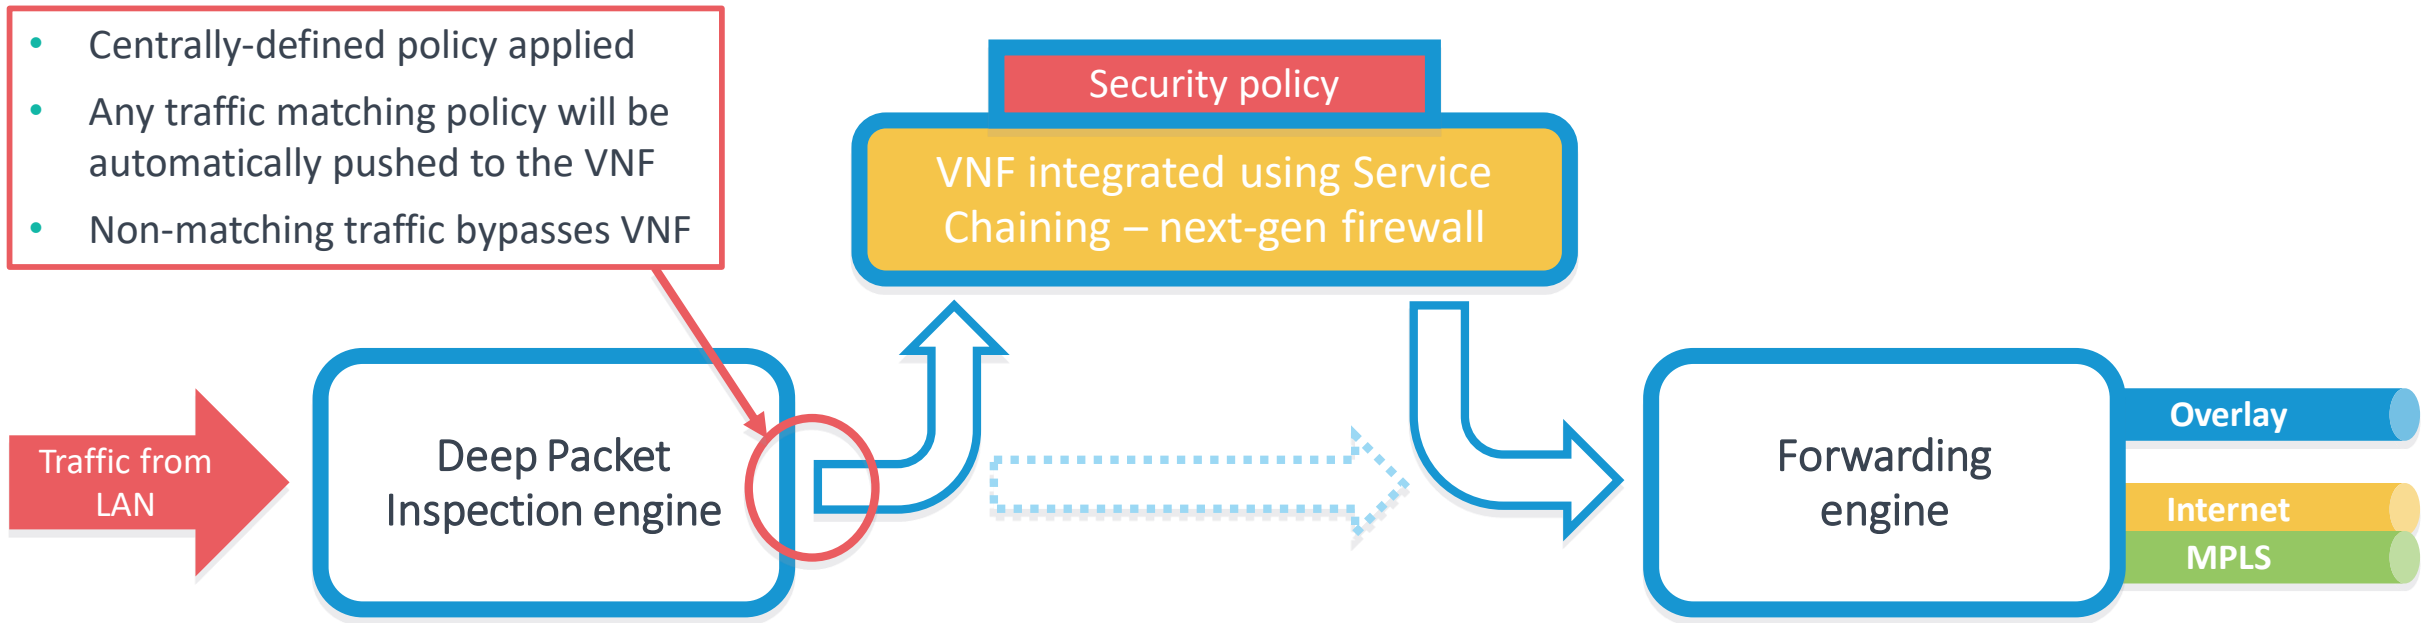 • Centrally-defined policy applied
• Any traffic matching policy will be
automatically pushed to the VNF
• Non-matching traffic bypasses VNF
Security policy
VNF integrated using Service
Chaining – next-gen firewall
Traffic from
LAN
Deep Packet
Inspection engine
Forwarding
engine
Overlay
Internet
MPLS